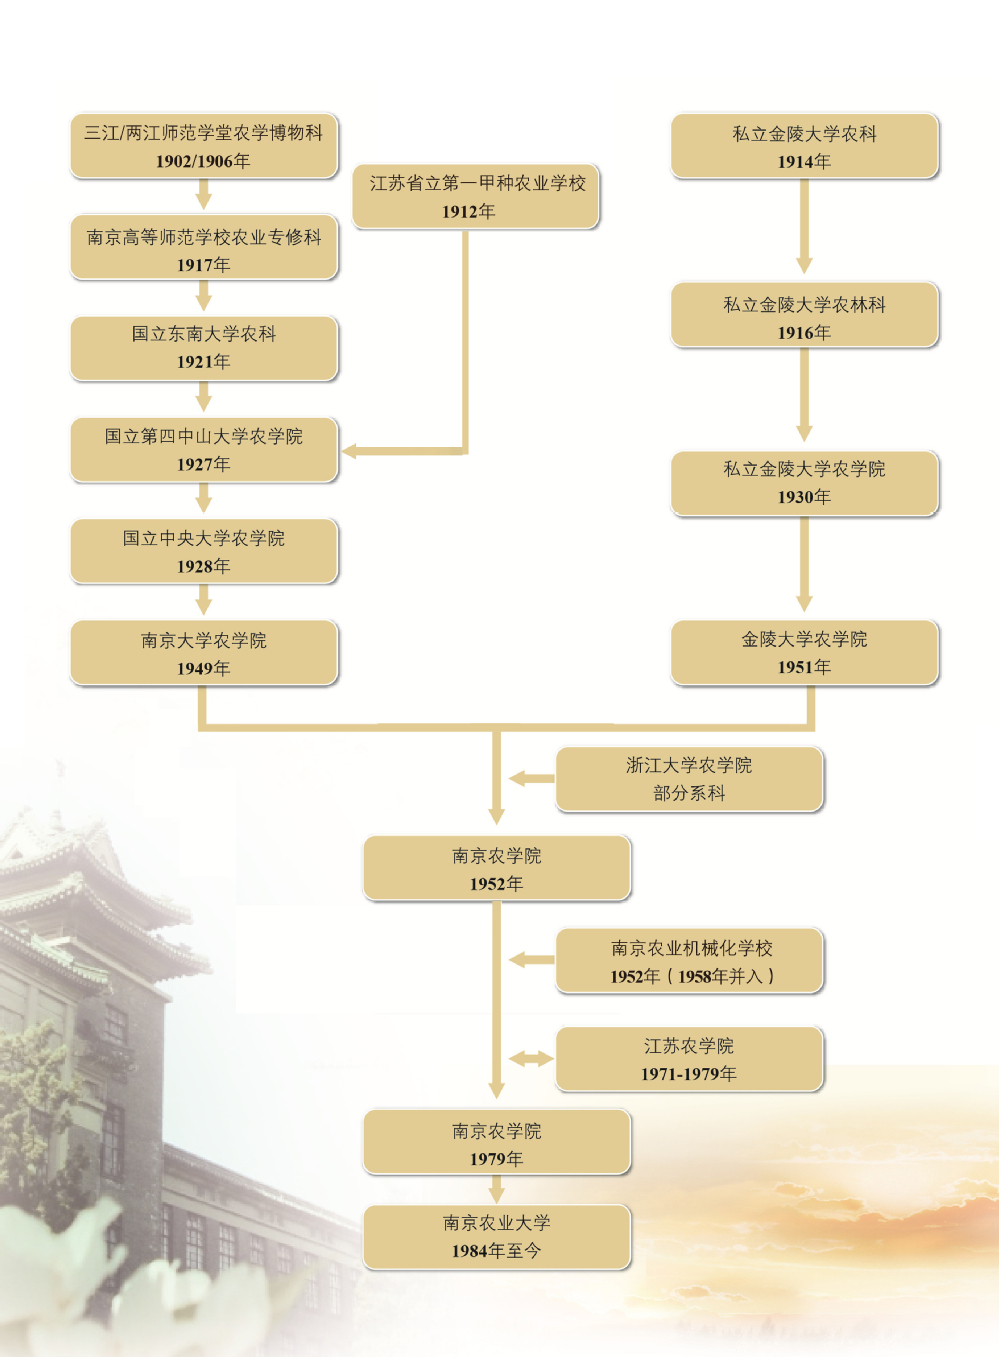 三江/两江师范学堂农学博物科
1902/1906年
南京高等师范学校农业专修科
1917年
国立东南大学农科
1921年
国立第四中山大学农学院
1927年
国立中央大学农学院
1928年
南京大学农学院
1949年
江苏省立第一甲种农业学校
1912年
私立金陵大学农科
1914年
私立金陵大学农林科
1916年
私立金陵大学农学院
1930年
金陵大学农学院
1951年
浙江大学农学院
部分系科
南京农学院
1952年
南京农业机械化学校
1952年（1958年并入）
江苏农学院
1971-1979年
南京农学院
1979年
南京农业大学
1984年至今